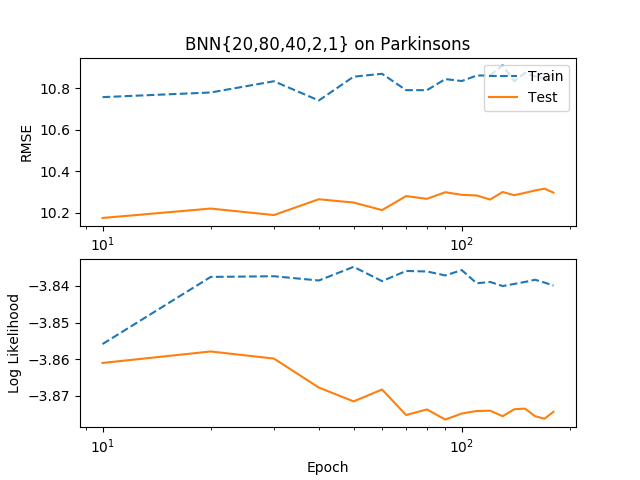 BNN{20,80,40,2,1} on Parkinsons
RMSE
10.8
10.6
10.4
10.2
Train
Test
10¹
10²
Log Likelihood
−3.84
−3.85
−3.86
−3.87
10¹
10²
Epoch